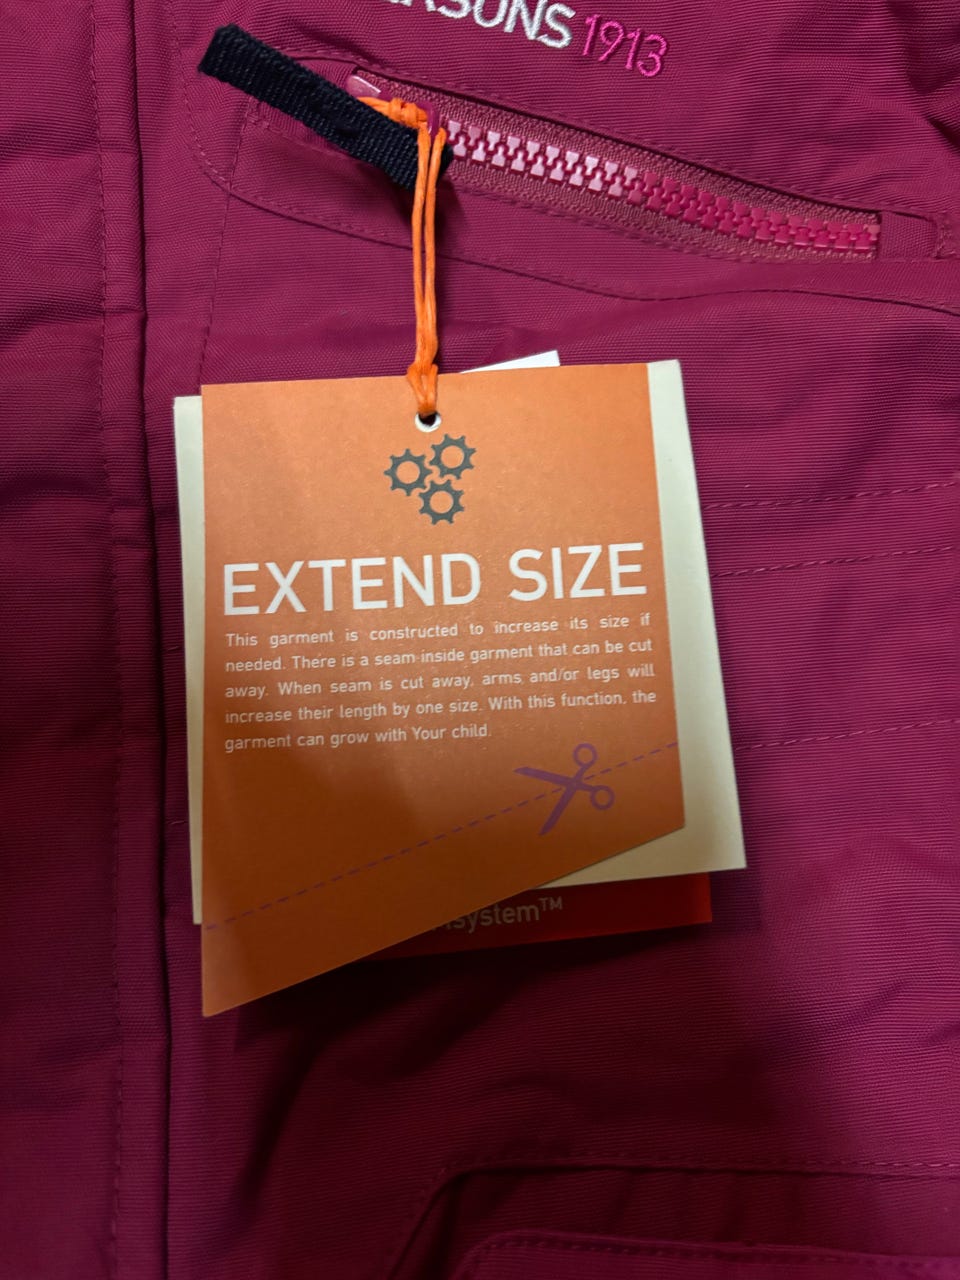 1913
EXTEND SIZE
This garment is constructed to increase its size if
needed. There is a seam inside garment that can be cut
away. When seam is cut away, arms and/or legs will
increase their length by one size. With this function, the
garment can grow with Your child.